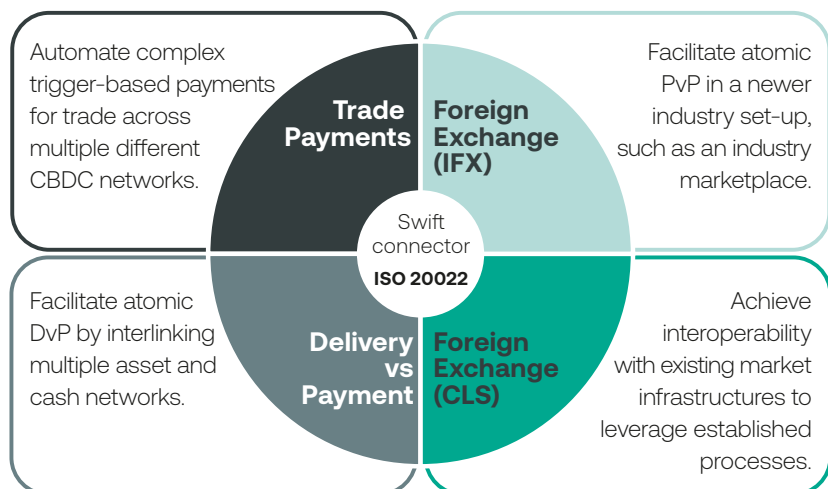 Automate complex
trigger-based payments
for trade across
multiple different
CBDC networks.
Trade
Payments
Foreign
Exchange
(IFX)
Facilitate atomic
PvP in a newer
industry set-up,
such as an industry
marketplace.
Swift
connector
ISO 20022
Facilitate atomic
DvP by interlinking
multiple asset and
cash networks.
Delivery
vs
Payment
Foreign
Exchange
(CLS)
Achieve
interoperability
with existing market
infrastructures to
leverage established
processes.